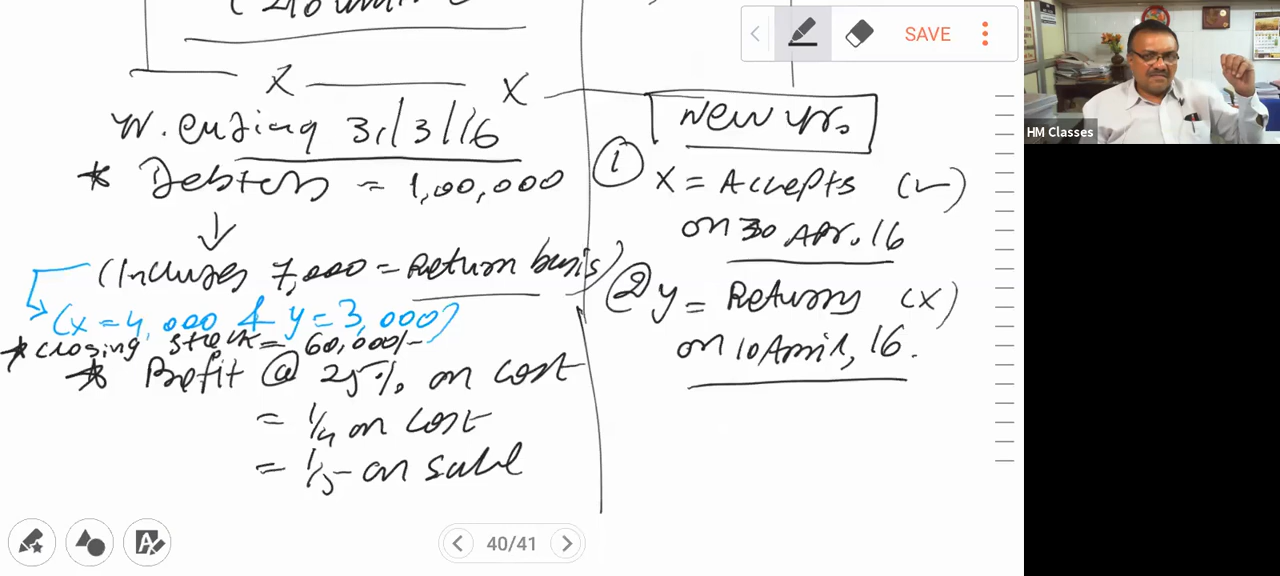 SAVE
HM Classes
X X
Y. ending 31/3/16
* Debtors = 1,00,000
(Includes 7,000 = Return basis)
(x = 4,000 & y = 3,000)
* Closing stock = 60,000/-
* Profit @ 25% on cost
= 1/4 on cost
= 1/5 on sale
New yr.
① X = Accepts (✓)
on 30 Apr. 16
② y = Returns (X)
on 10 April, 16.
40/41